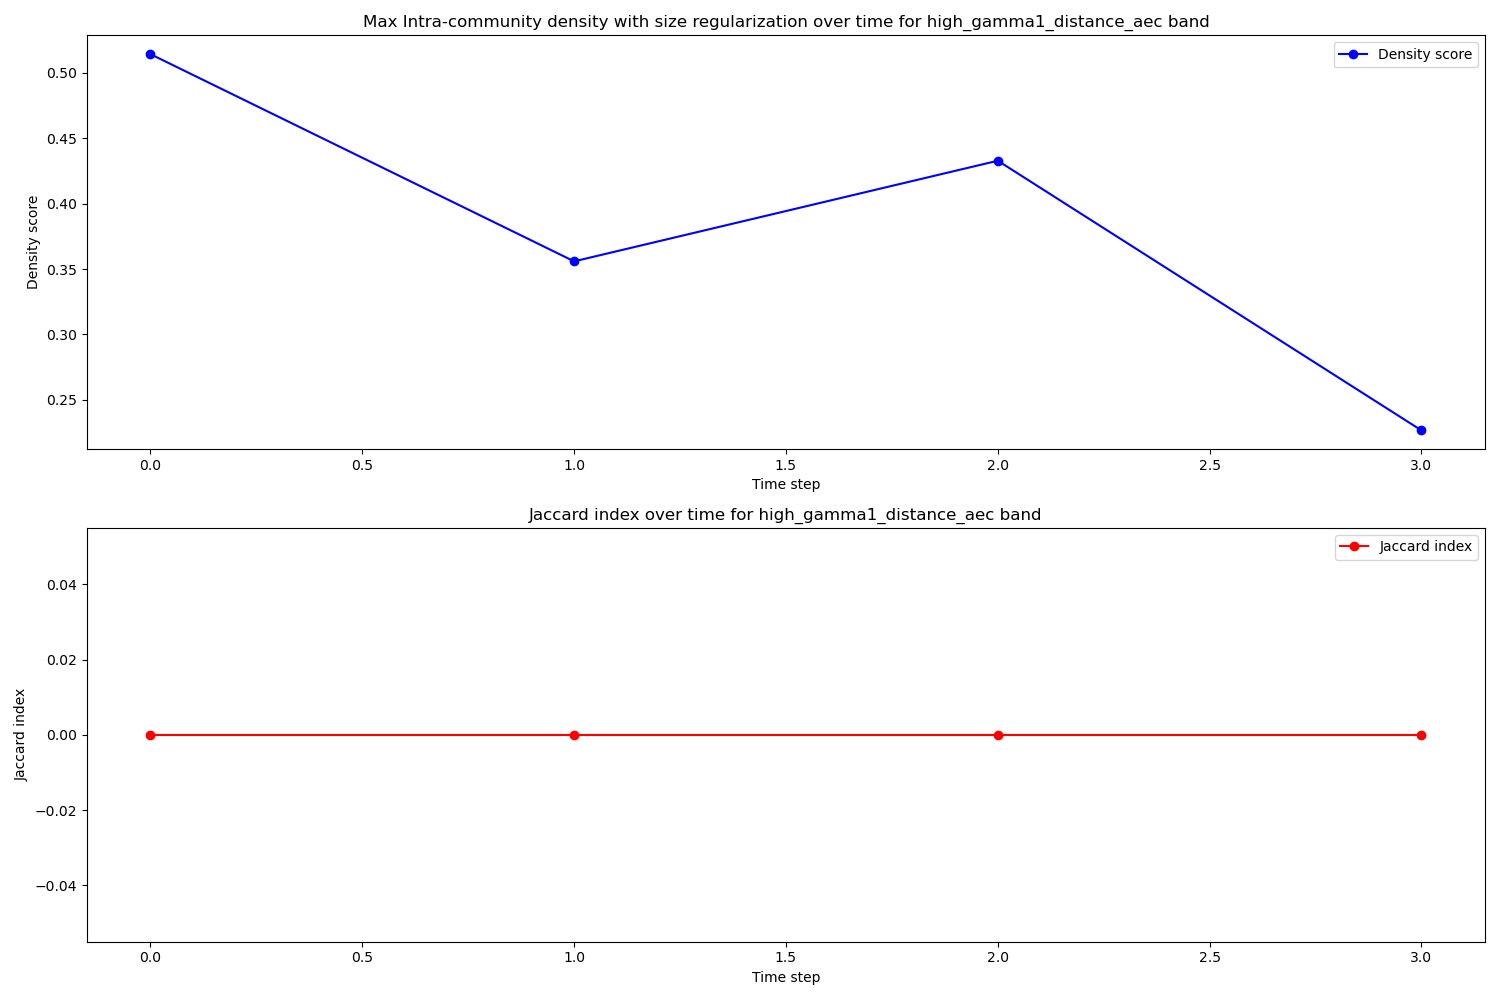 Max Intra-community density with size regularization over time for high_gamma1_distance_aec band
Density score
0.50
0.45
0.40
0.35
0.30
0.25
Density score
0.0 0.5 1.0 1.5 2.0 2.5 3.0
Time step
Jaccard index over time for high_gamma1_distance_aec band
Jaccard index
0.04
0.02
0.00
−0.02
−0.04
Jaccard index
0.0 0.5 1.0 1.5 2.0 2.5 3.0
Time step